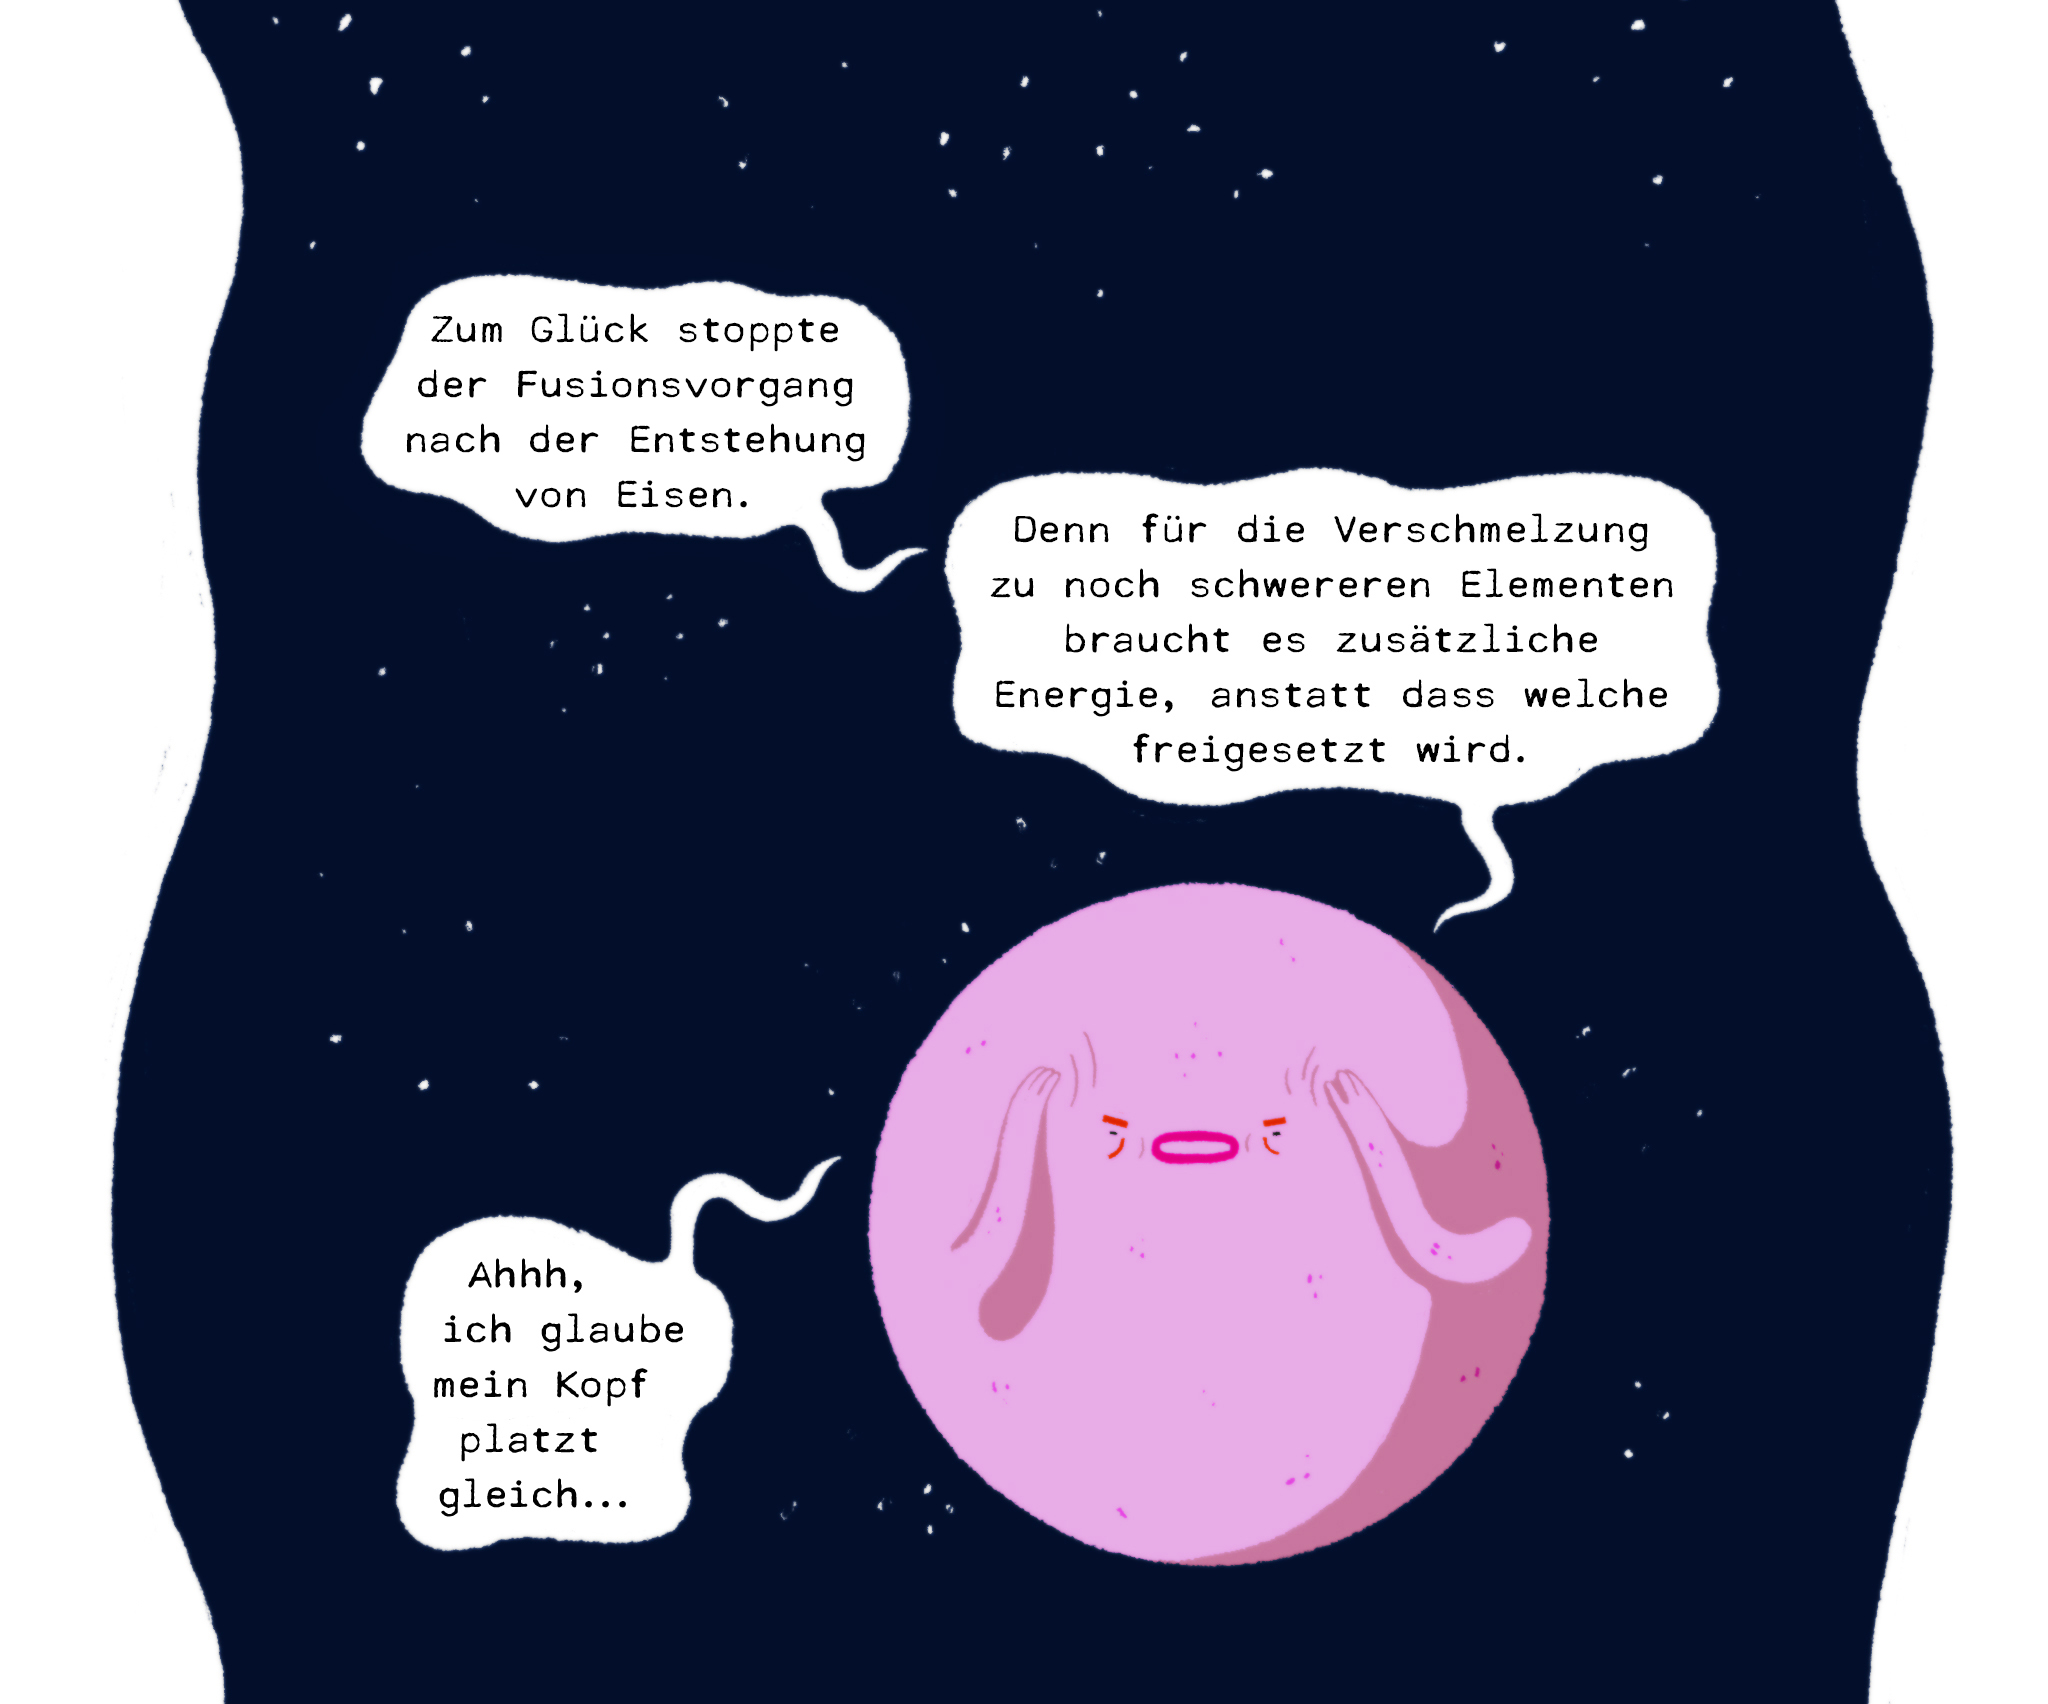 Zum Glück stoppte
der Fusionsvorgang
nach der Entstehung
von Eisen.
Denn für die Verschmelzung
zu noch schwereren Elementen
braucht es zusätzliche
Energie, anstatt dass welche
freigesetzt wird.
Ahhh,
ich glaube
mein Kopf
platzt
gleich...